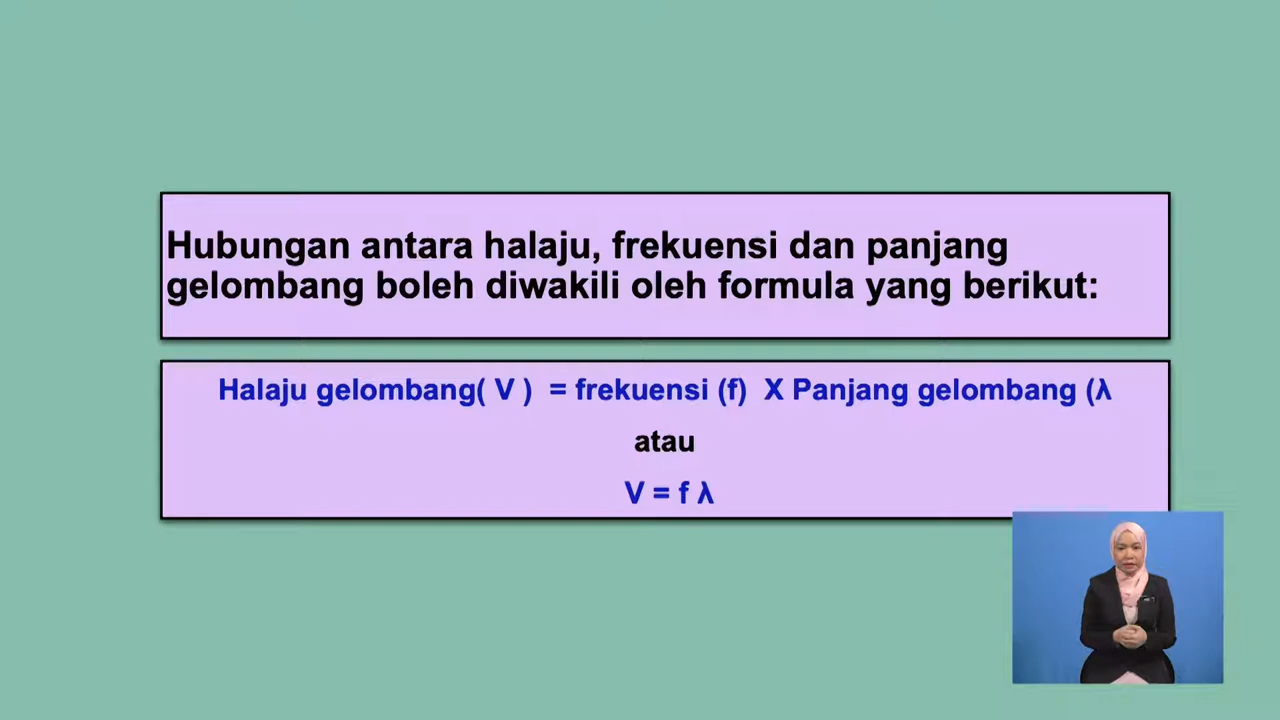 Hubungan antara halaju, frekuensi dan panjang
gelombang boleh diwakili oleh formula yang berikut:
Halaju gelombang( V ) = frekuensi (f) X Panjang gelombang (λ
atau
V = f λ